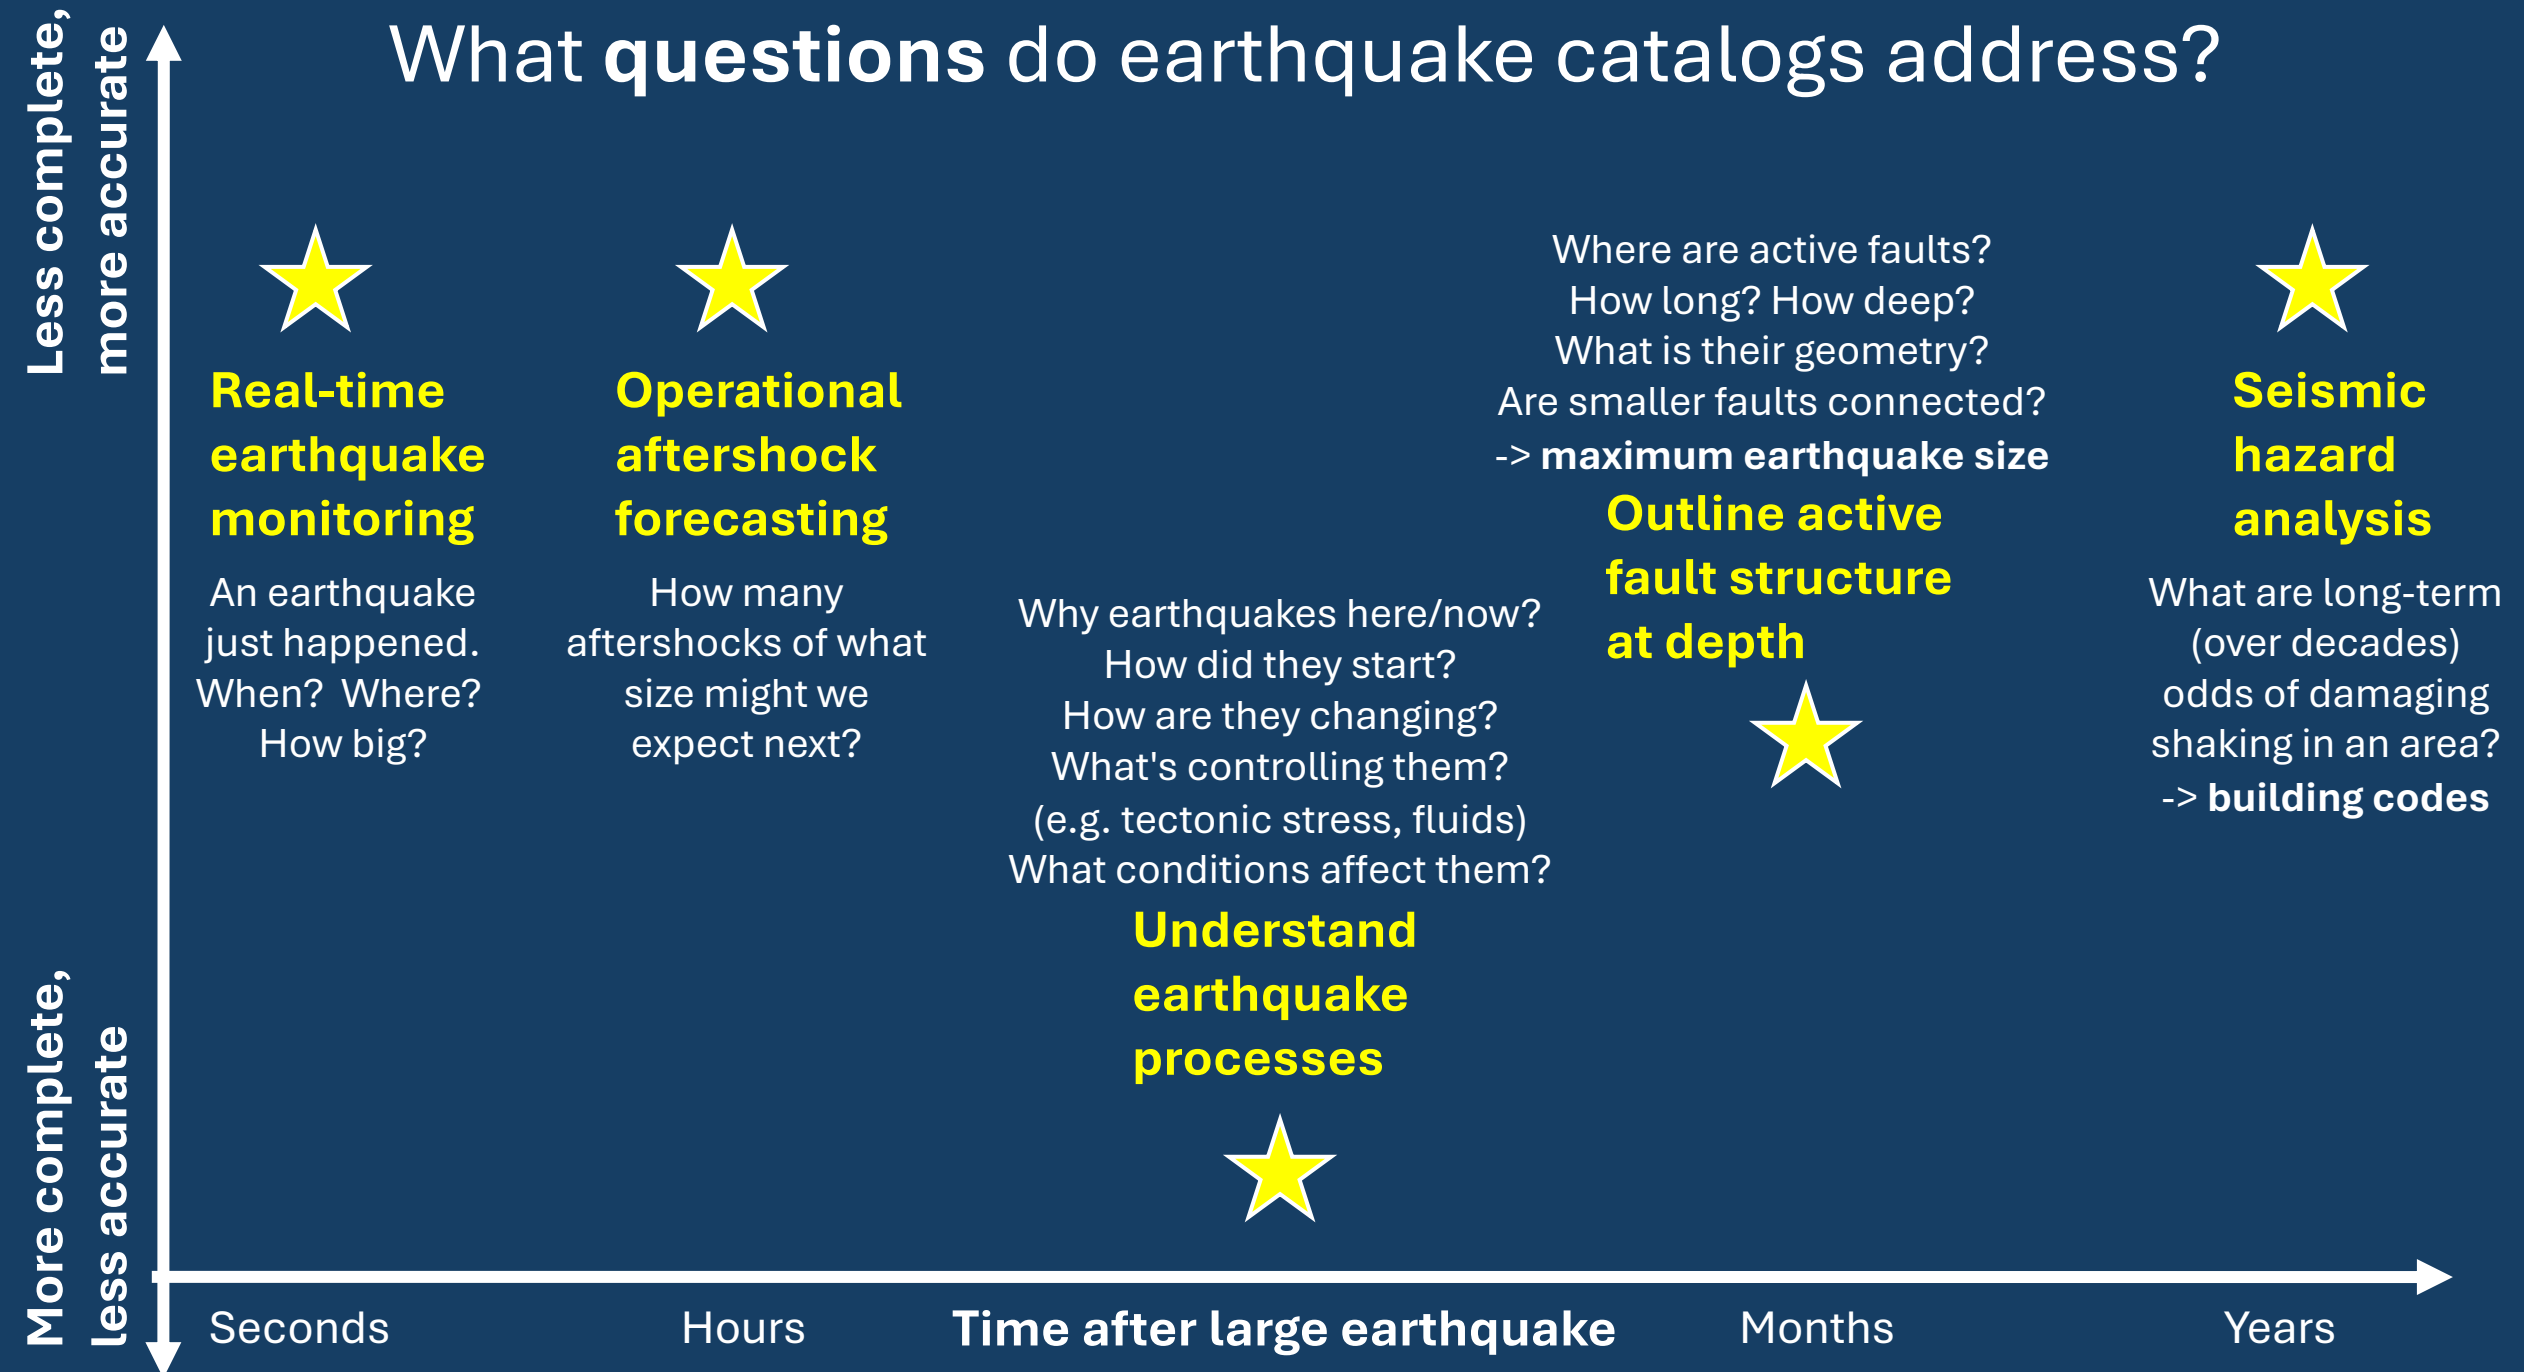 What questions do earthquake catalogs address?
Less complete,
more accurate
More complete,
less accurate
Real-time
earthquake
monitoring
An earthquake
just happened.
When? Where?
How big?
Operational
aftershock
forecasting
How many
aftershocks of what
size might we
expect next?
Why earthquakes here/now?
How did they start?
How are they changing?
What's controlling them?
(e.g. tectonic stress, fluids)
What conditions affect them?
Understand
earthquake
processes
Where are active faults?
How long? How deep?
What is their geometry?
Are smaller faults connected?
-> maximum earthquake size
Outline active
fault structure
at depth
Seismic
hazard
analysis
What are long-term
(over decades)
odds of damaging
shaking in an area?
-> building codes
Seconds
Hours
Time after large earthquake
Months
Years